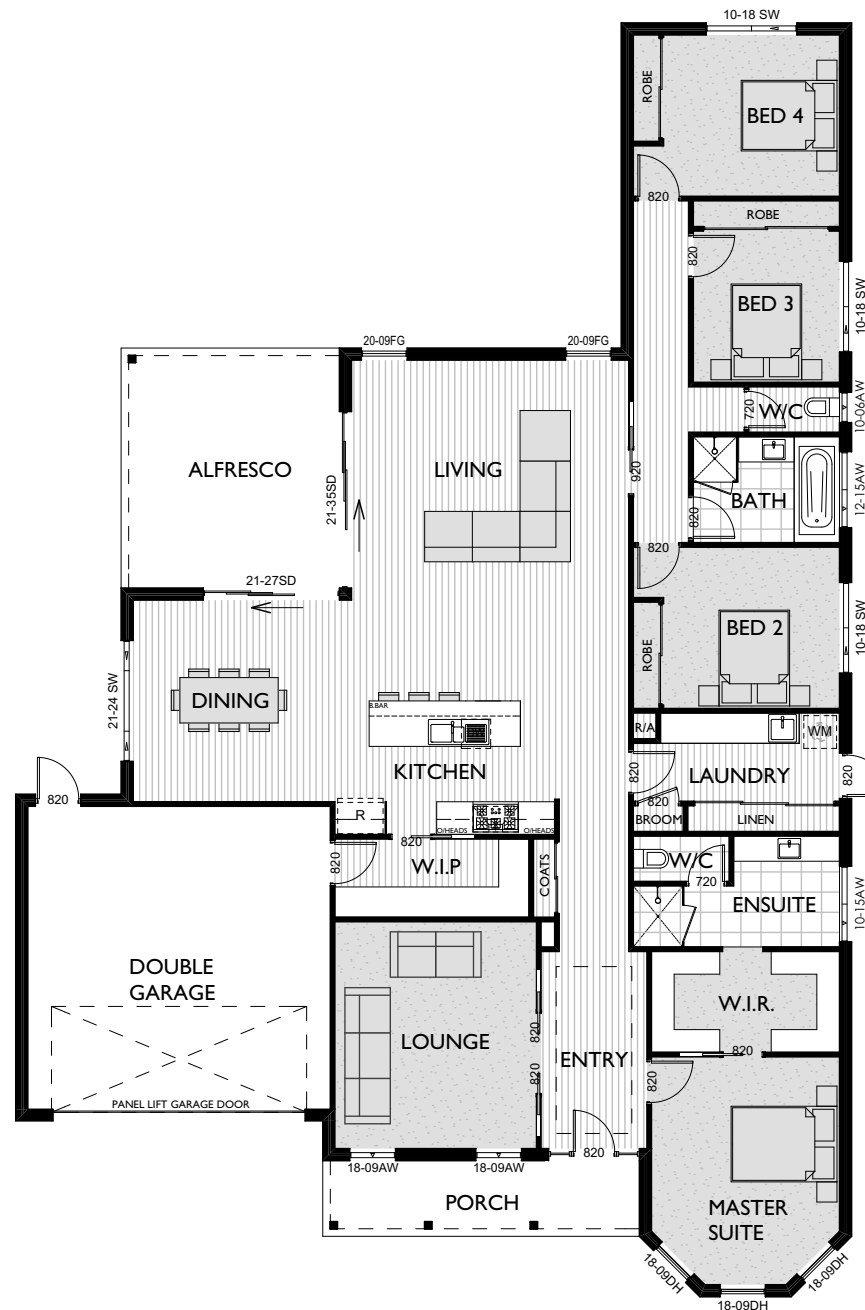 10-18 SW
ROBE
BED 4
820
ROBE
820
BED 3
10-18 SW
20-09FG
20-09FG
720
W/C
10-06AW
ALFRESCO
LIVING
21-35SD
920
BATH
820
12-15AW
820
21-27SD
ROBE
BED 2
10-18 SW
21-24 SW
DINING
B.BAR
R/A
WM
KITCHEN
820
LAUNDRY
820
820
820
BROOM
LINEN
R
O/HEADS
O/HEADS
820
820
W.I.P
COATS
W/C
720
ENSUITE
10-15AW
DOUBLE
GARAGE
LOUNGE
820
820
ENTRY
W.I.R.
820
820
PANEL LIFT GARAGE DOOR
18-09AW
18-09AW
820
PORCH
MASTER
SUITE
18-09DH
18-09DH
18-09DH